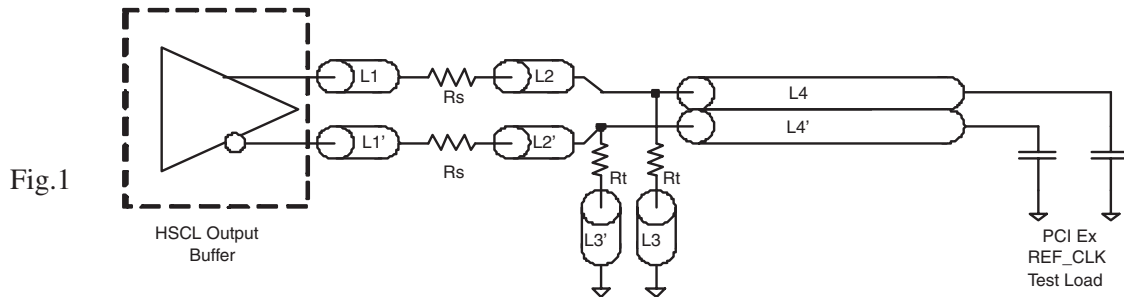 L1
Rs
L2
L4
L4'
L1'
Rs
L2'
Rt
Rt
L3'
L3
Fig.1
HSCL Output
Buffer
PCI Ex
REF_CLK
Test Load